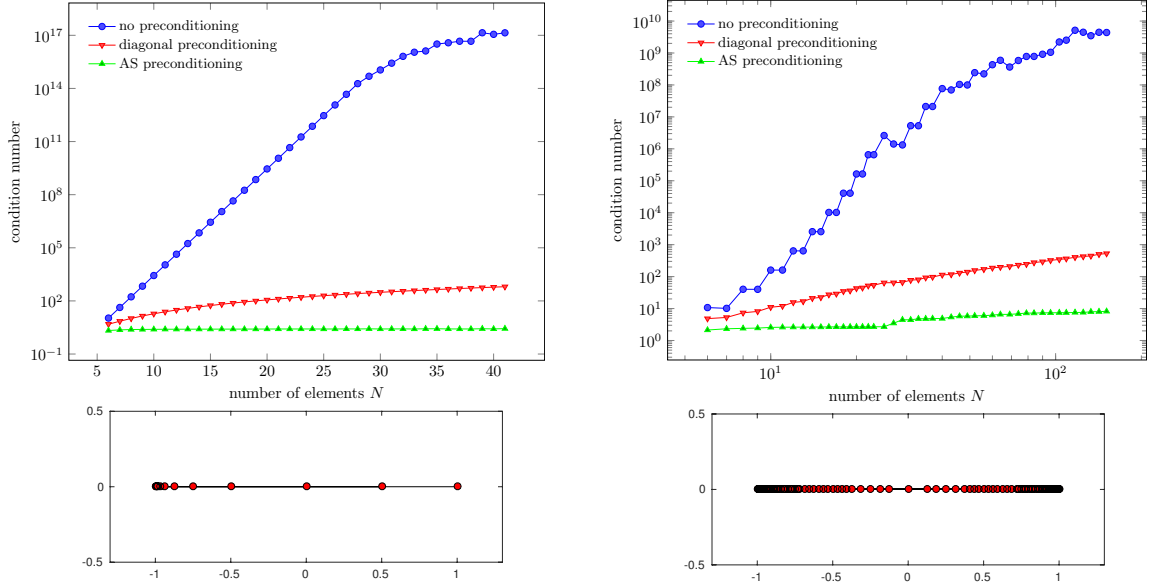 10^17
10^14
10^11
10^8
10^5
10^2
10^−1
condition number
no preconditioning
diagonal preconditioning
AS preconditioning
5 10 15 20 25 30 35 40
number of elements N
0.5
0
-0.5
-1 -0.5 0 0.5 1
10^10
10^9
10^8
10^7
10^6
10^5
10^4
10^3
10^2
10^1
10^0
condition number
no preconditioning
diagonal preconditioning
AS preconditioning
10^1 10^2
number of elements N
0.5
0
-0.5
-1 -0.5 0 0.5 1